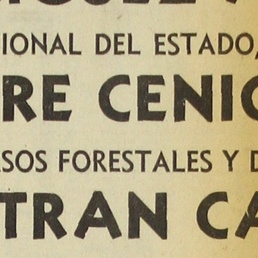 IONAL DEL ESTADO,
RE CENIC
SOS FORESTALES Y D
TRAN CA